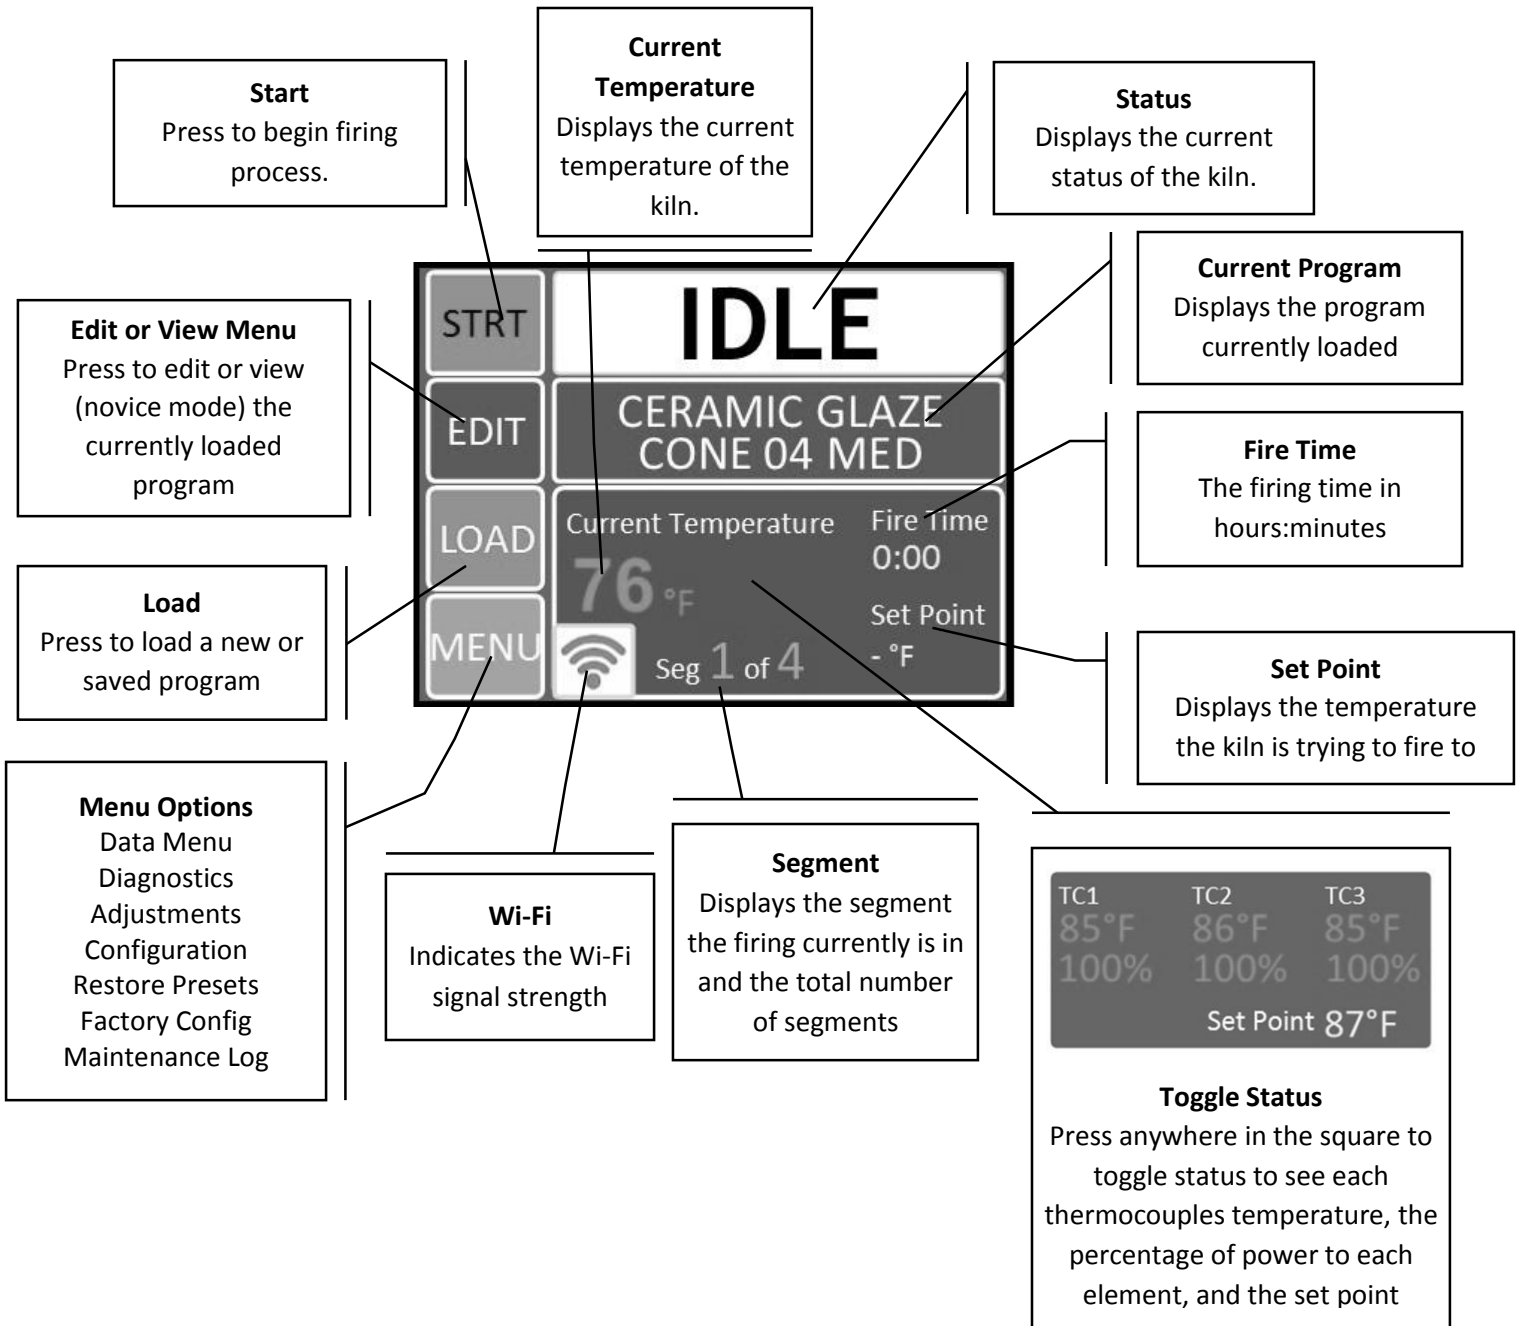 Current
Temperature
Displays the current
temperature of the
kiln.
Start
Press to begin firing
process.
Status
Displays the current
status of the kiln.
Current Program
Displays the program
currently loaded
Edit or View Menu
Press to edit or view
(novice mode) the
currently loaded
program
STRT
IDLE
EDIT
CERAMIC GLAZE
CONE 04 MED
LOAD
Current Temperature
Fire Time
0:00
76 °F
Set Point
- °F
MENU
Seg 1 of 4
Fire Time
The firing time in
hours:minutes
Load
Press to load a new or
saved program
Set Point
Displays the temperature
the kiln is trying to fire to
Menu Options
Data Menu
Diagnostics
Adjustments
Configuration
Restore Presets
Factory Config
Maintenance Log
Wi-Fi
Indicates the Wi-Fi
signal strength
Segment
Displays the segment
the firing currently is in
and the total number
of segments
TC1 TC2 TC3
85°F 86°F 85°F
100% 100% 100%
Set Point 87°F
Toggle Status
Press anywhere in the square to
toggle status to see each
thermocouples temperature, the
percentage of power to each
element, and the set point